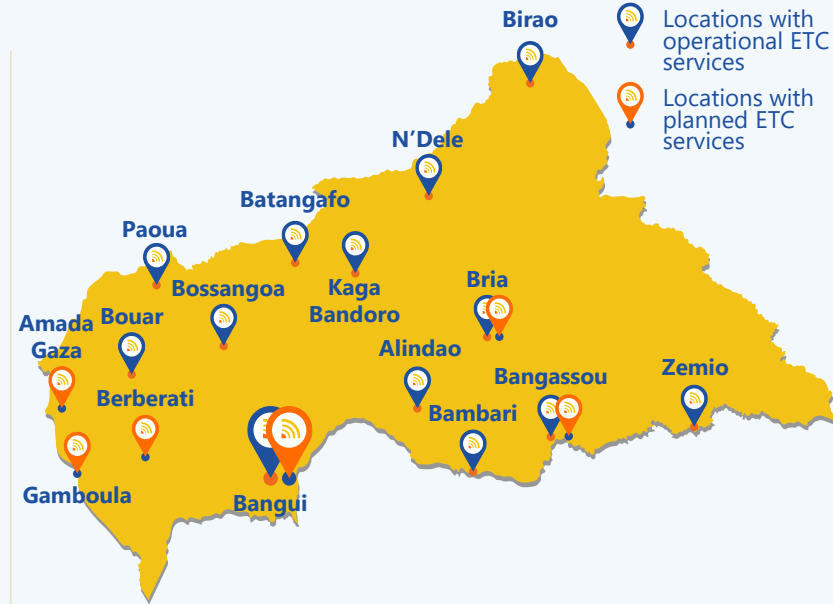 Birao
Locations with
operational ETC
services
Locations with
planned ETC
services
N’Dele
Batangafo
Paoua
Bossangoa
Kaga
Bandoro
Bria
Amada
Gaza
Bouar
Alindao
Zemio
Bangassou
Berberati
Bambari
Gamboula
Bangui